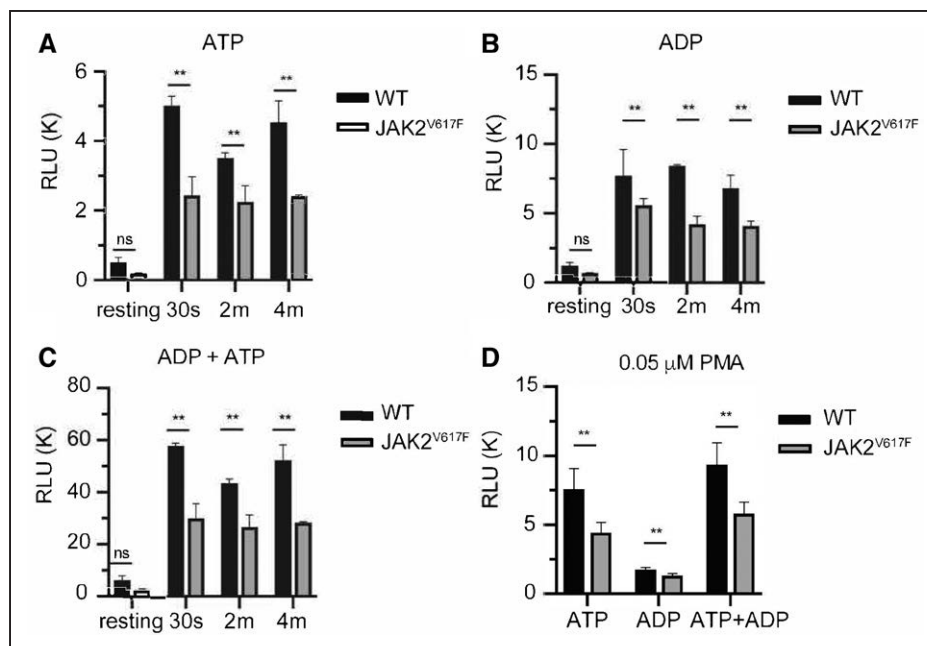 A
ATP
RLU (K)
6
4
2
0
ns
**
**
**
WT
JAK2V617F
resting 30s 2m 4m
B
ADP
RLU (K)
15
10
5
0
ns
**
**
**
WT
JAK2V617F
resting 30s 2m 4m
C
ADP + ATP
RLU (K)
80
60
40
20
0
ns
**
**
**
WT
JAK2V617F
resting 30s 2m 4m
D
0.05 μM PMA
RLU (K)
15
10
5
0
**
**
**
WT
JAK2V617F
ATP ADP ATP+ADP